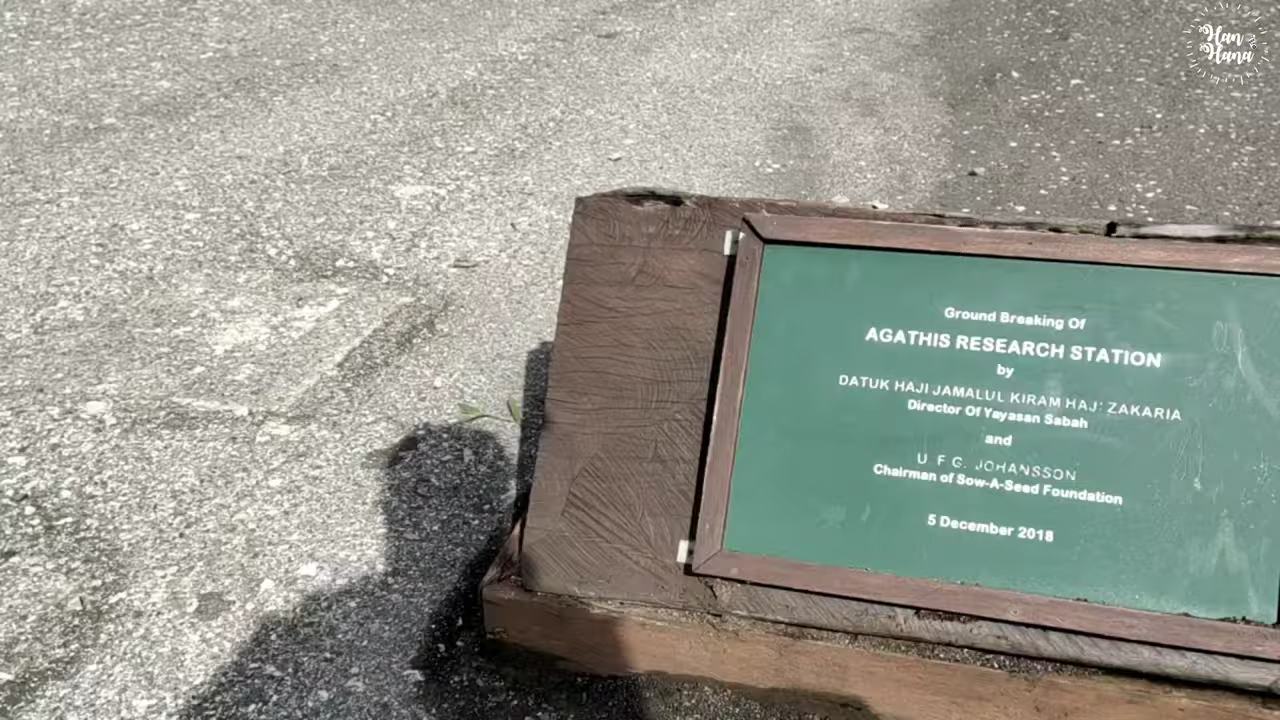 Han
Hana
Ground Breaking Of
AGATHIS RESEARCH STATION
by
DATUK HAJI JAMALUL KIRAM HAJI ZAKARIA
Director Of Yayasan Sabah
and
U. F G. JOHANSSON
Chairman of Sow-A-Seed Foundation
5 December 2018